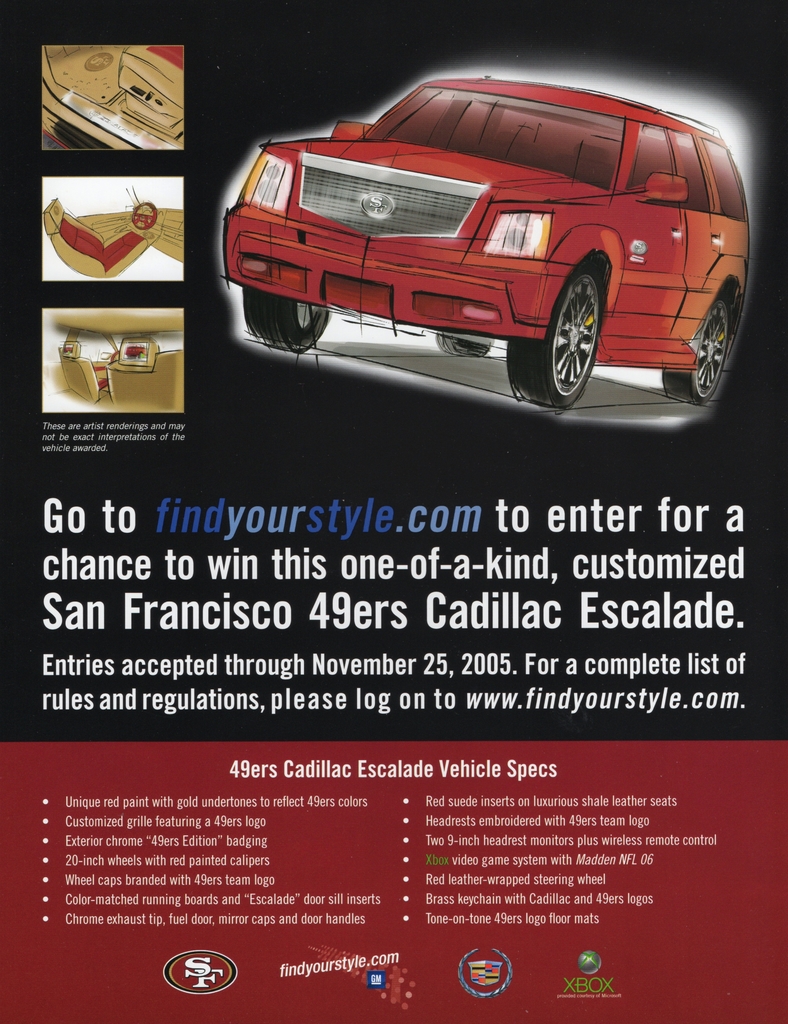 These are artist renderings and may
not be exact interpretations of the
vehicle awarded.
Go to findyourstyle.com to enter for a
chance to win this one-of-a-kind, customized
San Francisco 49ers Cadillac Escalade.
Entries accepted through November 25, 2005. For a complete list of
rules and regulations, please log on to www.findyourstyle.com.
49ers Cadillac Escalade Vehicle Specs
• Unique red paint with gold undertones to reflect 49ers colors
• Customized grille featuring a 49ers logo
• Exterior chrome “49ers Edition” badging
• 20-inch wheels with red painted calipers
• Wheel caps branded with 49ers team logo
• Color-matched running boards and “Escalade” door sill inserts
• Chrome exhaust tip, fuel door, mirror caps and door handles
• Red suede inserts on luxurious shale leather seats
• Headrests embroidered with 49ers team logo
• Two 9-inch headrest monitors plus wireless remote control
• Xbox video game system with Madden NFL 06
• Red leather-wrapped steering wheel
• Brass keychain with Cadillac and 49ers logos
• Tone-on-tone 49ers logo floor mats
SF
findyourstyle.com
GM
XBOX
provided courtesy of Microsoft